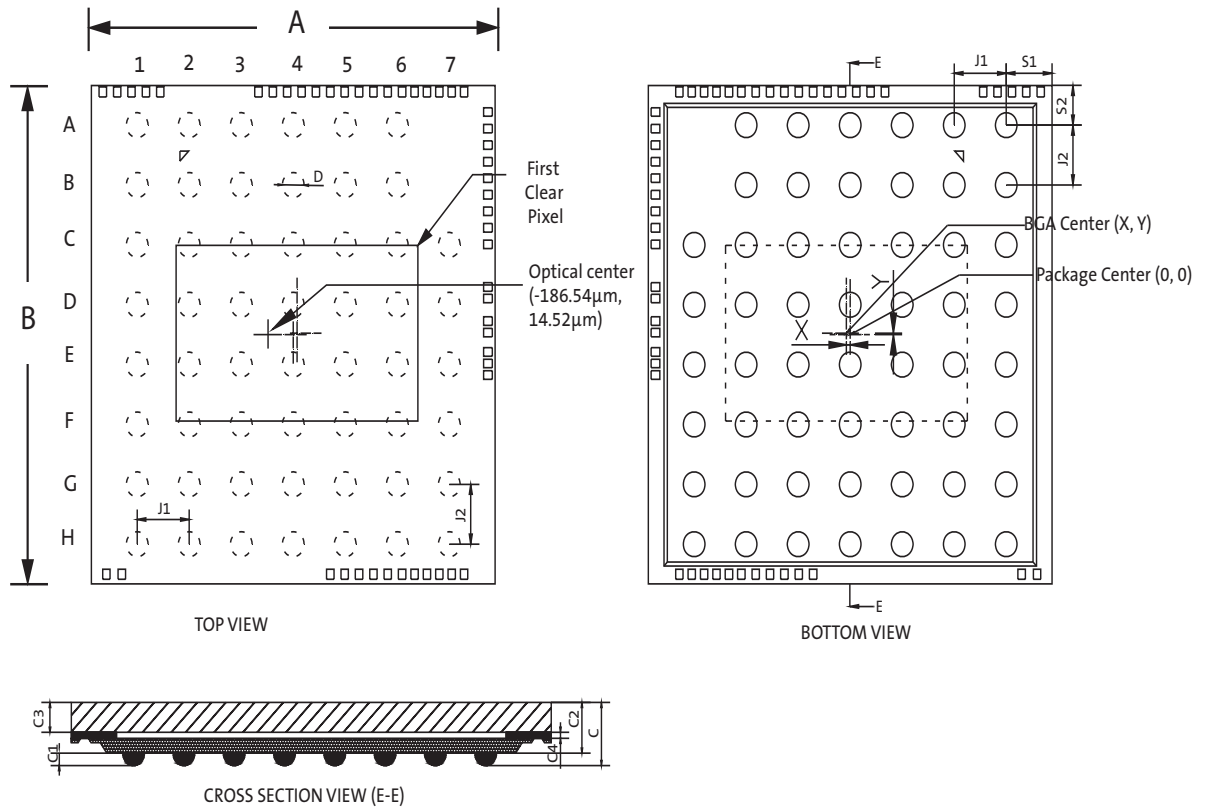 A
1 2 3 4 5 6 7
A
B
C
D
E
F
G
H
B
D
First
Clear
Pixel
Optical center
(-186.54µm,
14.52µm)
J1
J2
TOP VIEW
E
J1
S1
S2
J2
BGA Center (X, Y)
Package Center (0, 0)
Y
X
E
BOTTOM VIEW
C3
C1
C2
C
C4
CROSS SECTION VIEW (E-E)